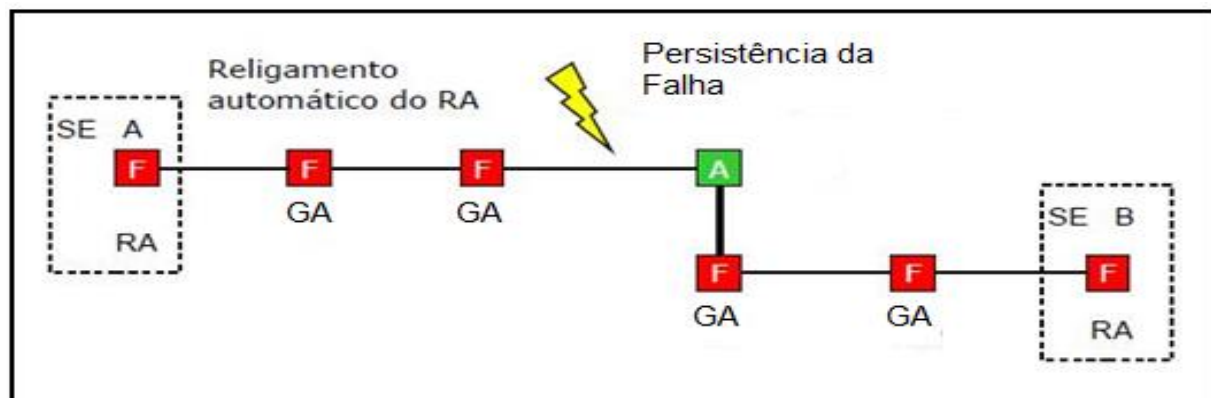 Religamento
automático do RA
Persistência da
Falha
SE A
F
F
F
A
GA
GA
RA
SE B
F
F
F
GA
GA
RA